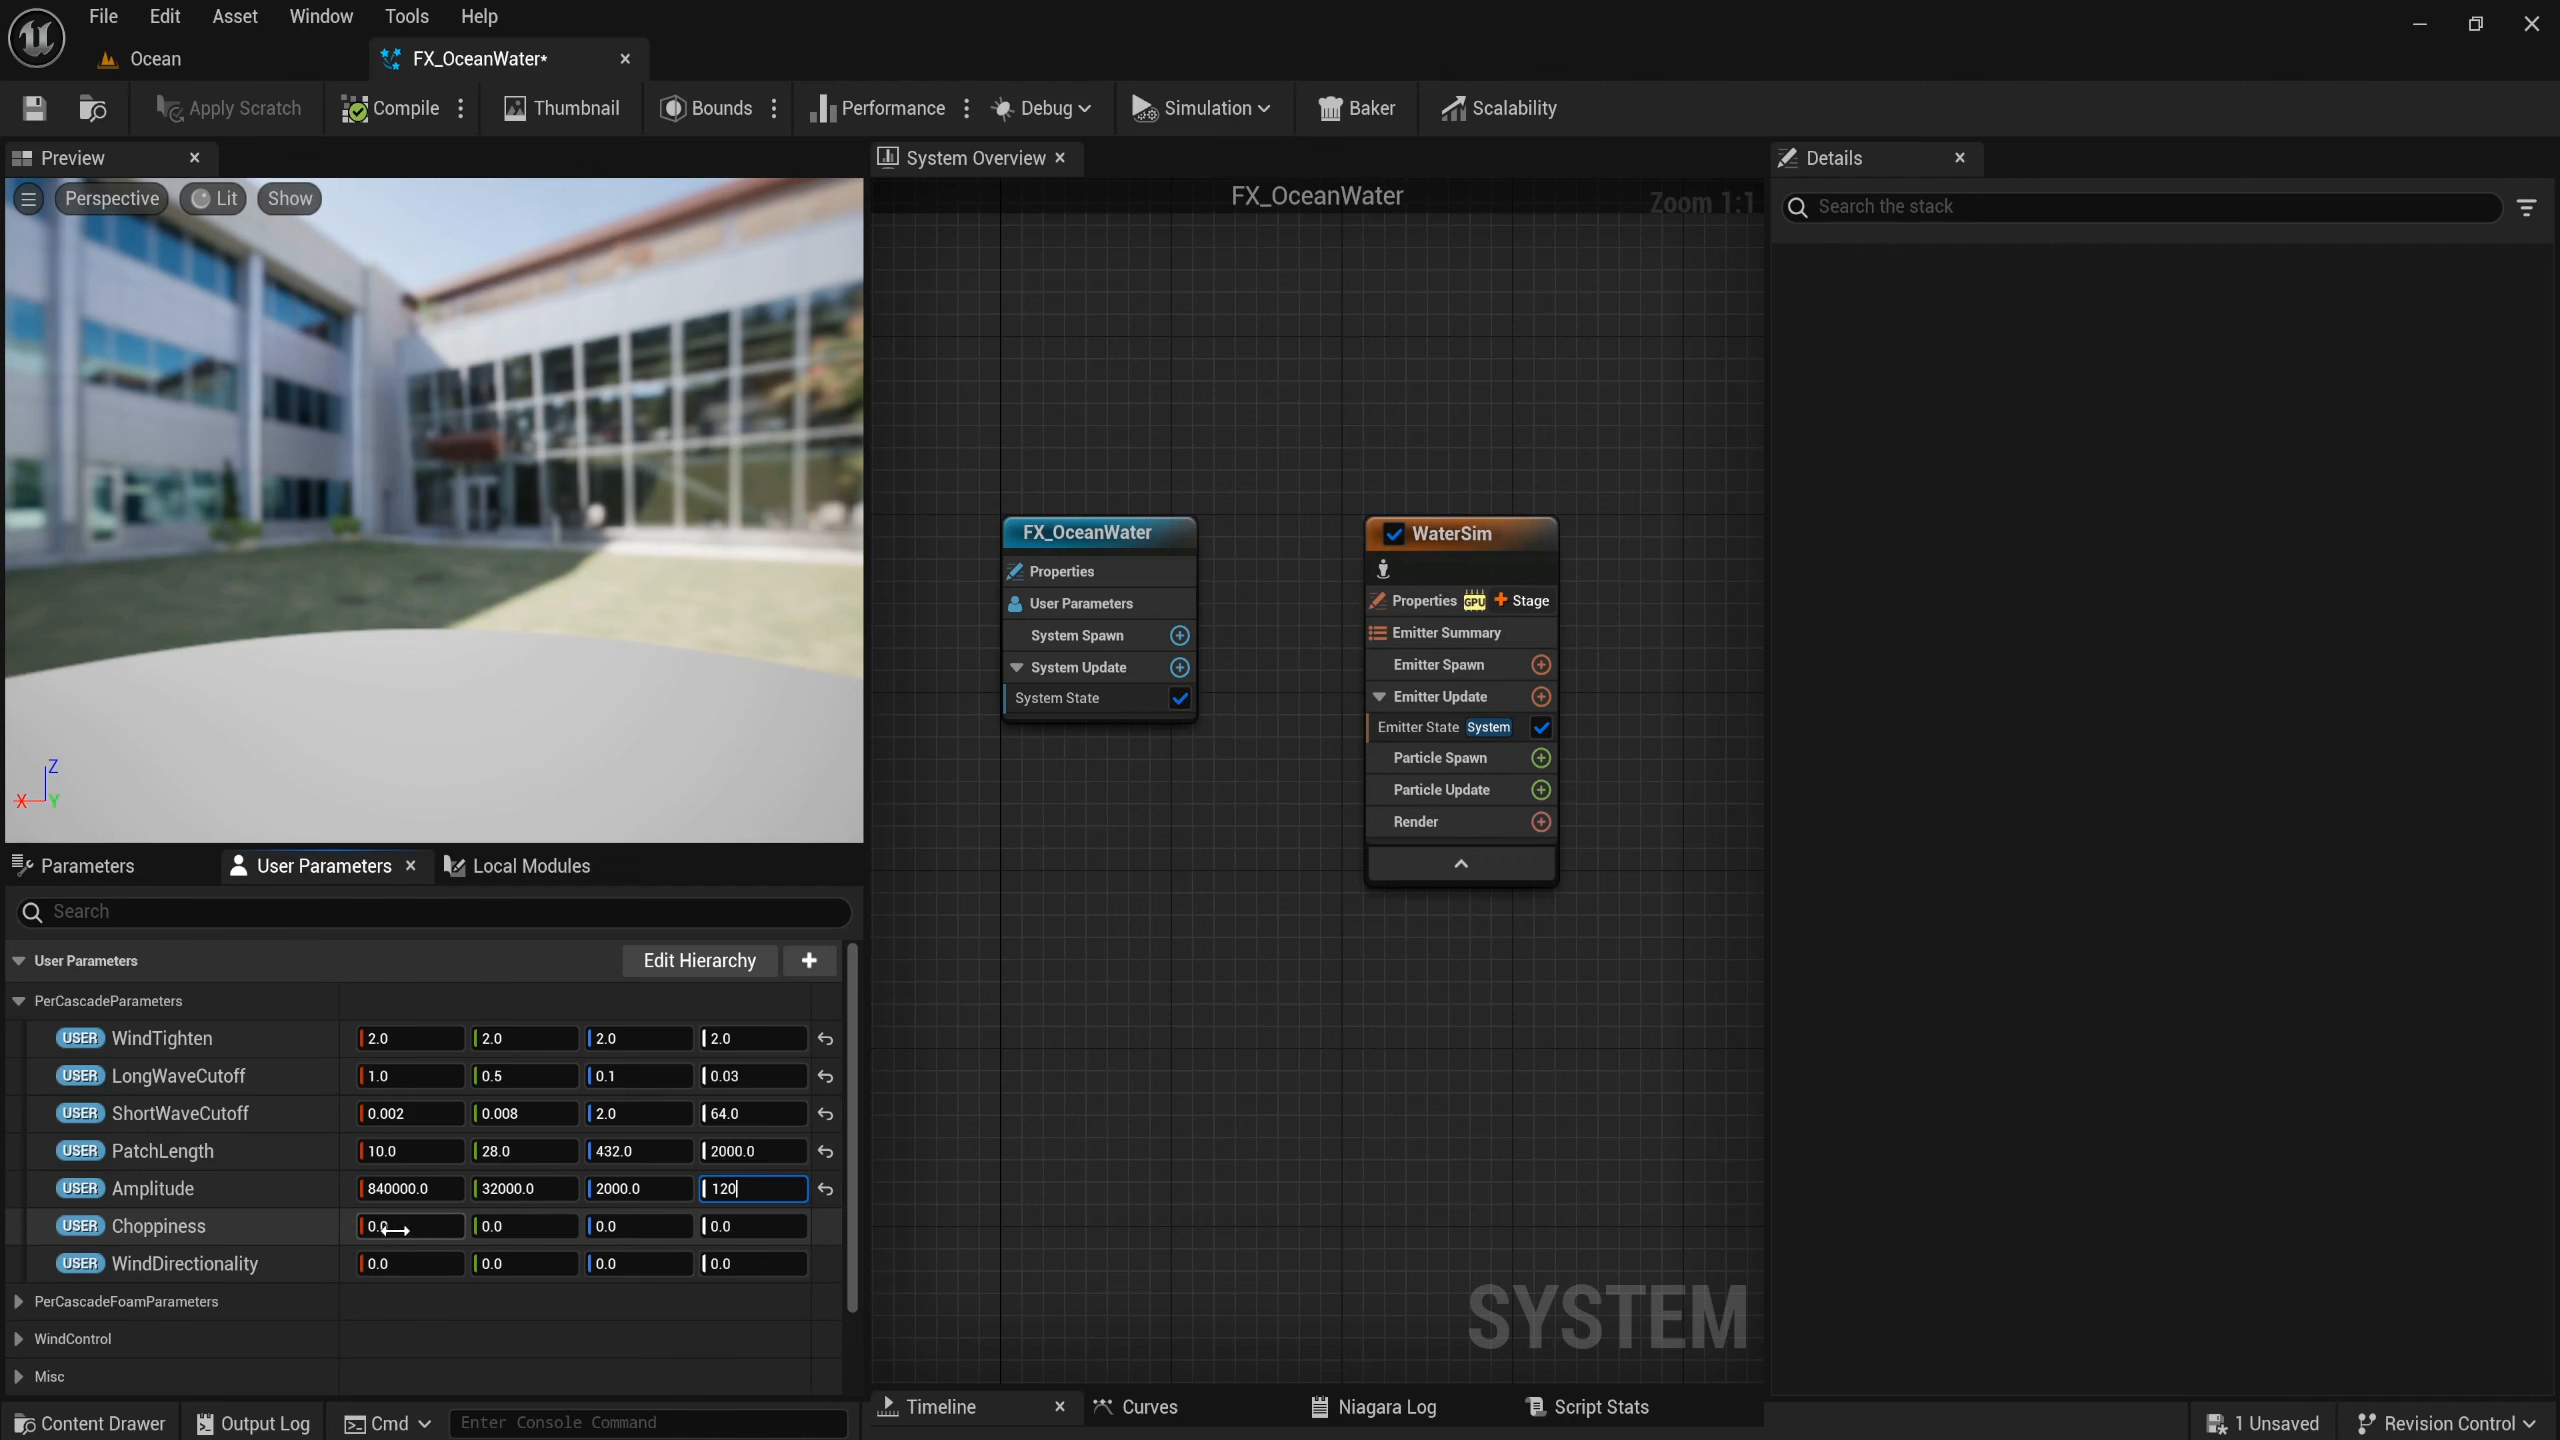 File Edit Asset Window Tools Help
Ocean FX_OceanWater*
Apply Scratch Compile Thumbnail Bounds Performance Debug Simulation Baker Scalability
Preview System Overview Details
Perspective Lit Show
FX_OceanWater
Zoom 1:1
Search the stack
FX_OceanWater
Properties
User Parameters
System Spawn
System Update
System State
WaterSim
Properties GPU Stage
Emitter Summary
Emitter Spawn
Emitter Update
Emitter State System
Particle Spawn
Particle Update
Render
Z
X Y
SYSTEM
Parameters User Parameters Local Modules
Search
User Parameters Edit Hierarchy
PerCascadeParameters
USER WindTighten 2.0 2.0 2.0 2.0
USER LongWaveCutoff 1.0 0.5 0.1 0.03
USER ShortWaveCutoff 0.002 0.008 2.0 64.0
USER PatchLength 10.0 28.0 432.0 2000.0
USER Amplitude 840000.0 32000.0 2000.0 120
USER Choppiness 0.0 0.0 0.0 0.0
USER WindDirectionality 0.0 0.0 0.0 0.0
PerCascadeFoamParameters
WindControl
Misc
Timeline Curves Niagara Log Script Stats
Content Drawer Output Log Cmd Enter Console Command 1 Unsaved Revision Control